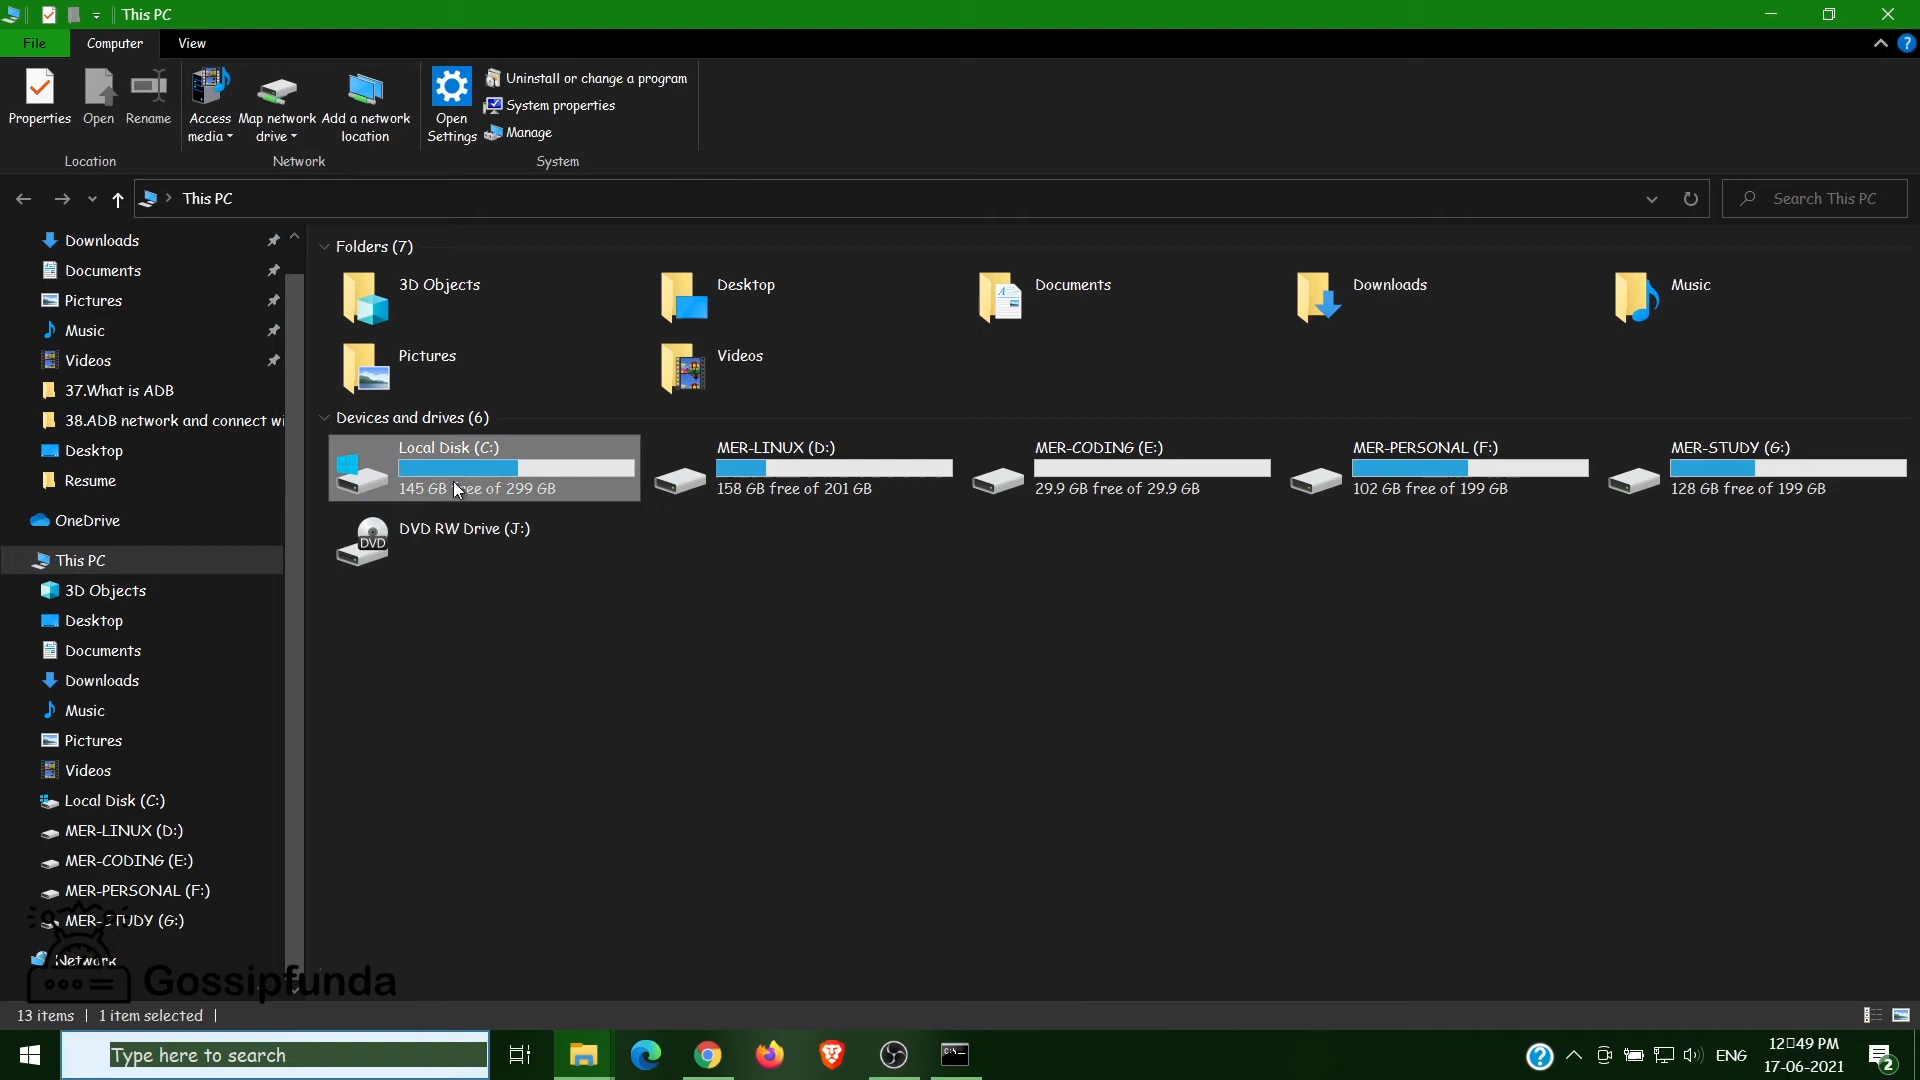 This PC
File
Computer
View
Properties
Open
Rename
Access media
Map network drive
Add a network location
Open Settings
Uninstall or change a program
System properties
Manage
Location
Network
System
This PC
Search This PC
Downloads
Documents
Pictures
Music
Videos
37.What is ADB
38.ADB network and connect wi
Desktop
Resume
OneDrive
This PC
3D Objects
Desktop
Documents
Downloads
Music
Pictures
Videos
Local Disk (C:)
MER-LINUX (D:)
MER-CODING (E:)
MER-PERSONAL (F:)
MER-STUDY (G:)
Network
Folders (7)
3D Objects
Desktop
Documents
Downloads
Music
Pictures
Videos
Devices and drives (6)
Local Disk (C:)
145 GB free of 299 GB
MER-LINUX (D:)
158 GB free of 201 GB
MER-CODING (E:)
29.9 GB free of 29.9 GB
MER-PERSONAL (F:)
102 GB free of 199 GB
MER-STUDY (G:)
128 GB free of 199 GB
DVD
DVD RW Drive (J:)
Gossipfunda
13 items
1 item selected
Type here to search
ENG
12:49 PM
17-06-2021
2